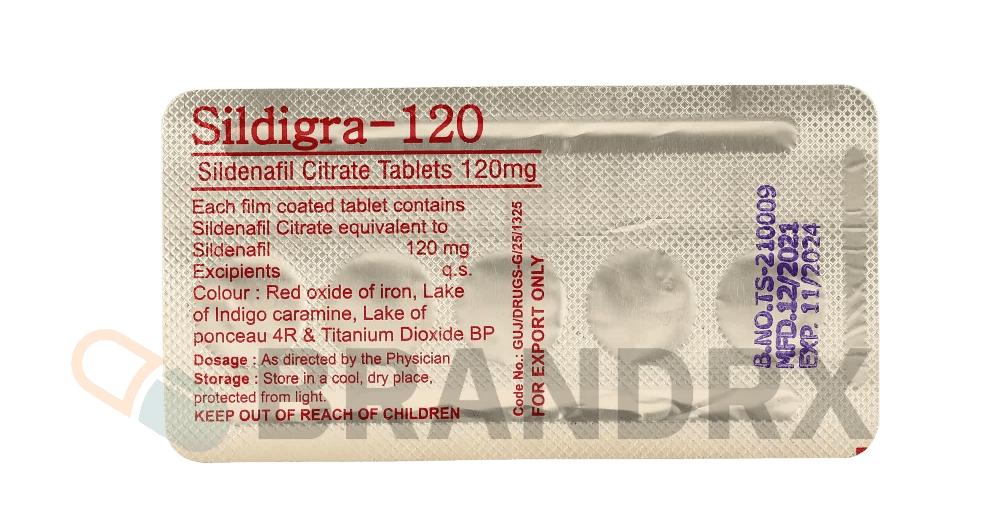 Sildigra-120
Sildenafil Citrate Tablets 120mg
Each film coated tablet contains
Sildenafil Citrate equivalent to
Sildenafil 120 mg
Excipients q.s.
Colour : Red oxide of iron, Lake
of Indigo caramine, Lake of
ponceau 4R & Titanium Dioxide BP
Dosage : As directed by the Physician
Storage : Store in a cool, dry place,
protected from light.
KEEP OUT OF REACH OF CHILDREN
Code No.: GUJ/DRUGS-G/25/1325
FOR EXPORT ONLY
B.NO.TS-210009
MFD.12/2021
EXP. 11/2024
BRANDRX